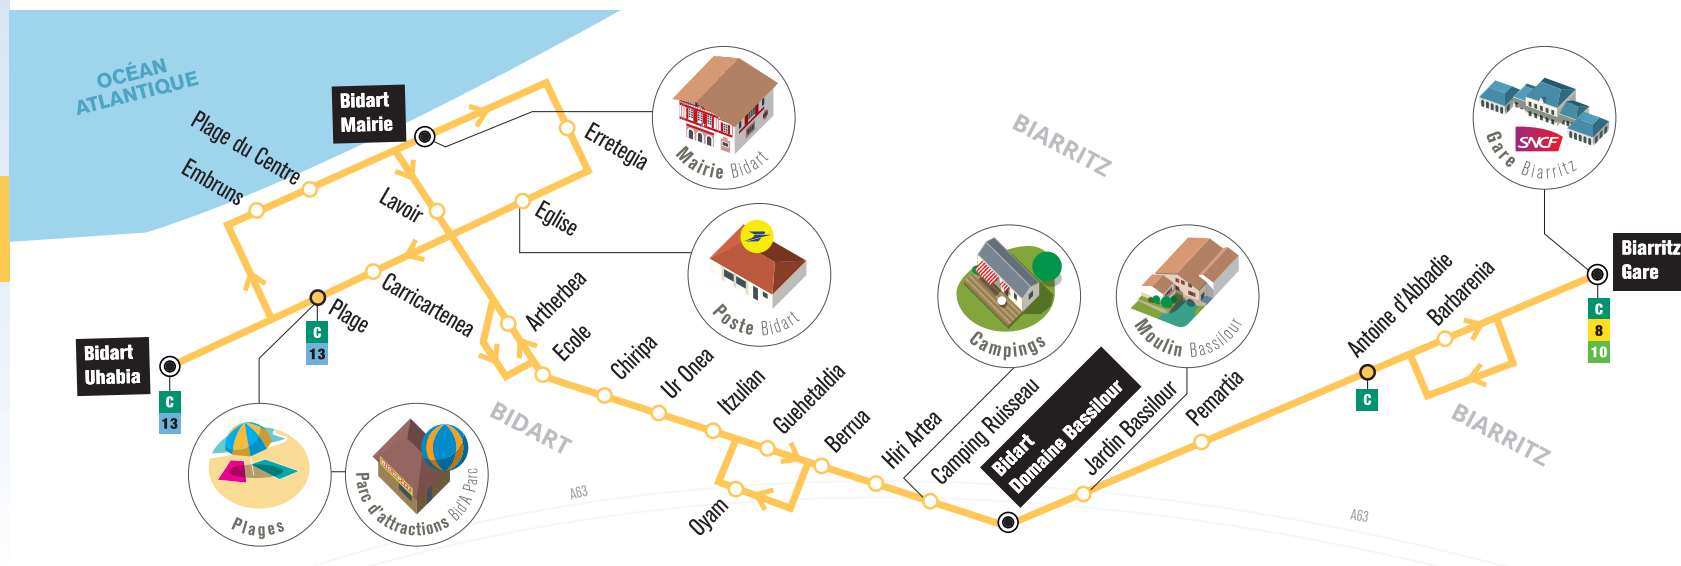 OCÉAN
ATLANTIQUE
Bidart
Mairie
Plage du Centre
Embruns
Lavoir
Erretegia
Eglise
Mairie Bidart
Poste Bidart
Carricartenea
Plage
C
13
Bidart
Uhabia
C
13
Plages
Parc d'attractions Bid'A Parc
Artherbea
Ecole
Chiripa
Ur Onea
Itzulian
Guehetaldia
Berrua
Oyam
Hiri Artea
Camping Ruisseau
Bidart
Domaine Bassilour
Jardin Bassilour
Pemartia
BIDART
A63
BIARRITZ
Campings
Moulin Bassilour
Antoine d'Abbadie
C
Barbarenia
BIARRITZ
A63
SNCF
Gare Biarritz
Biarritz
Gare
C
8
10